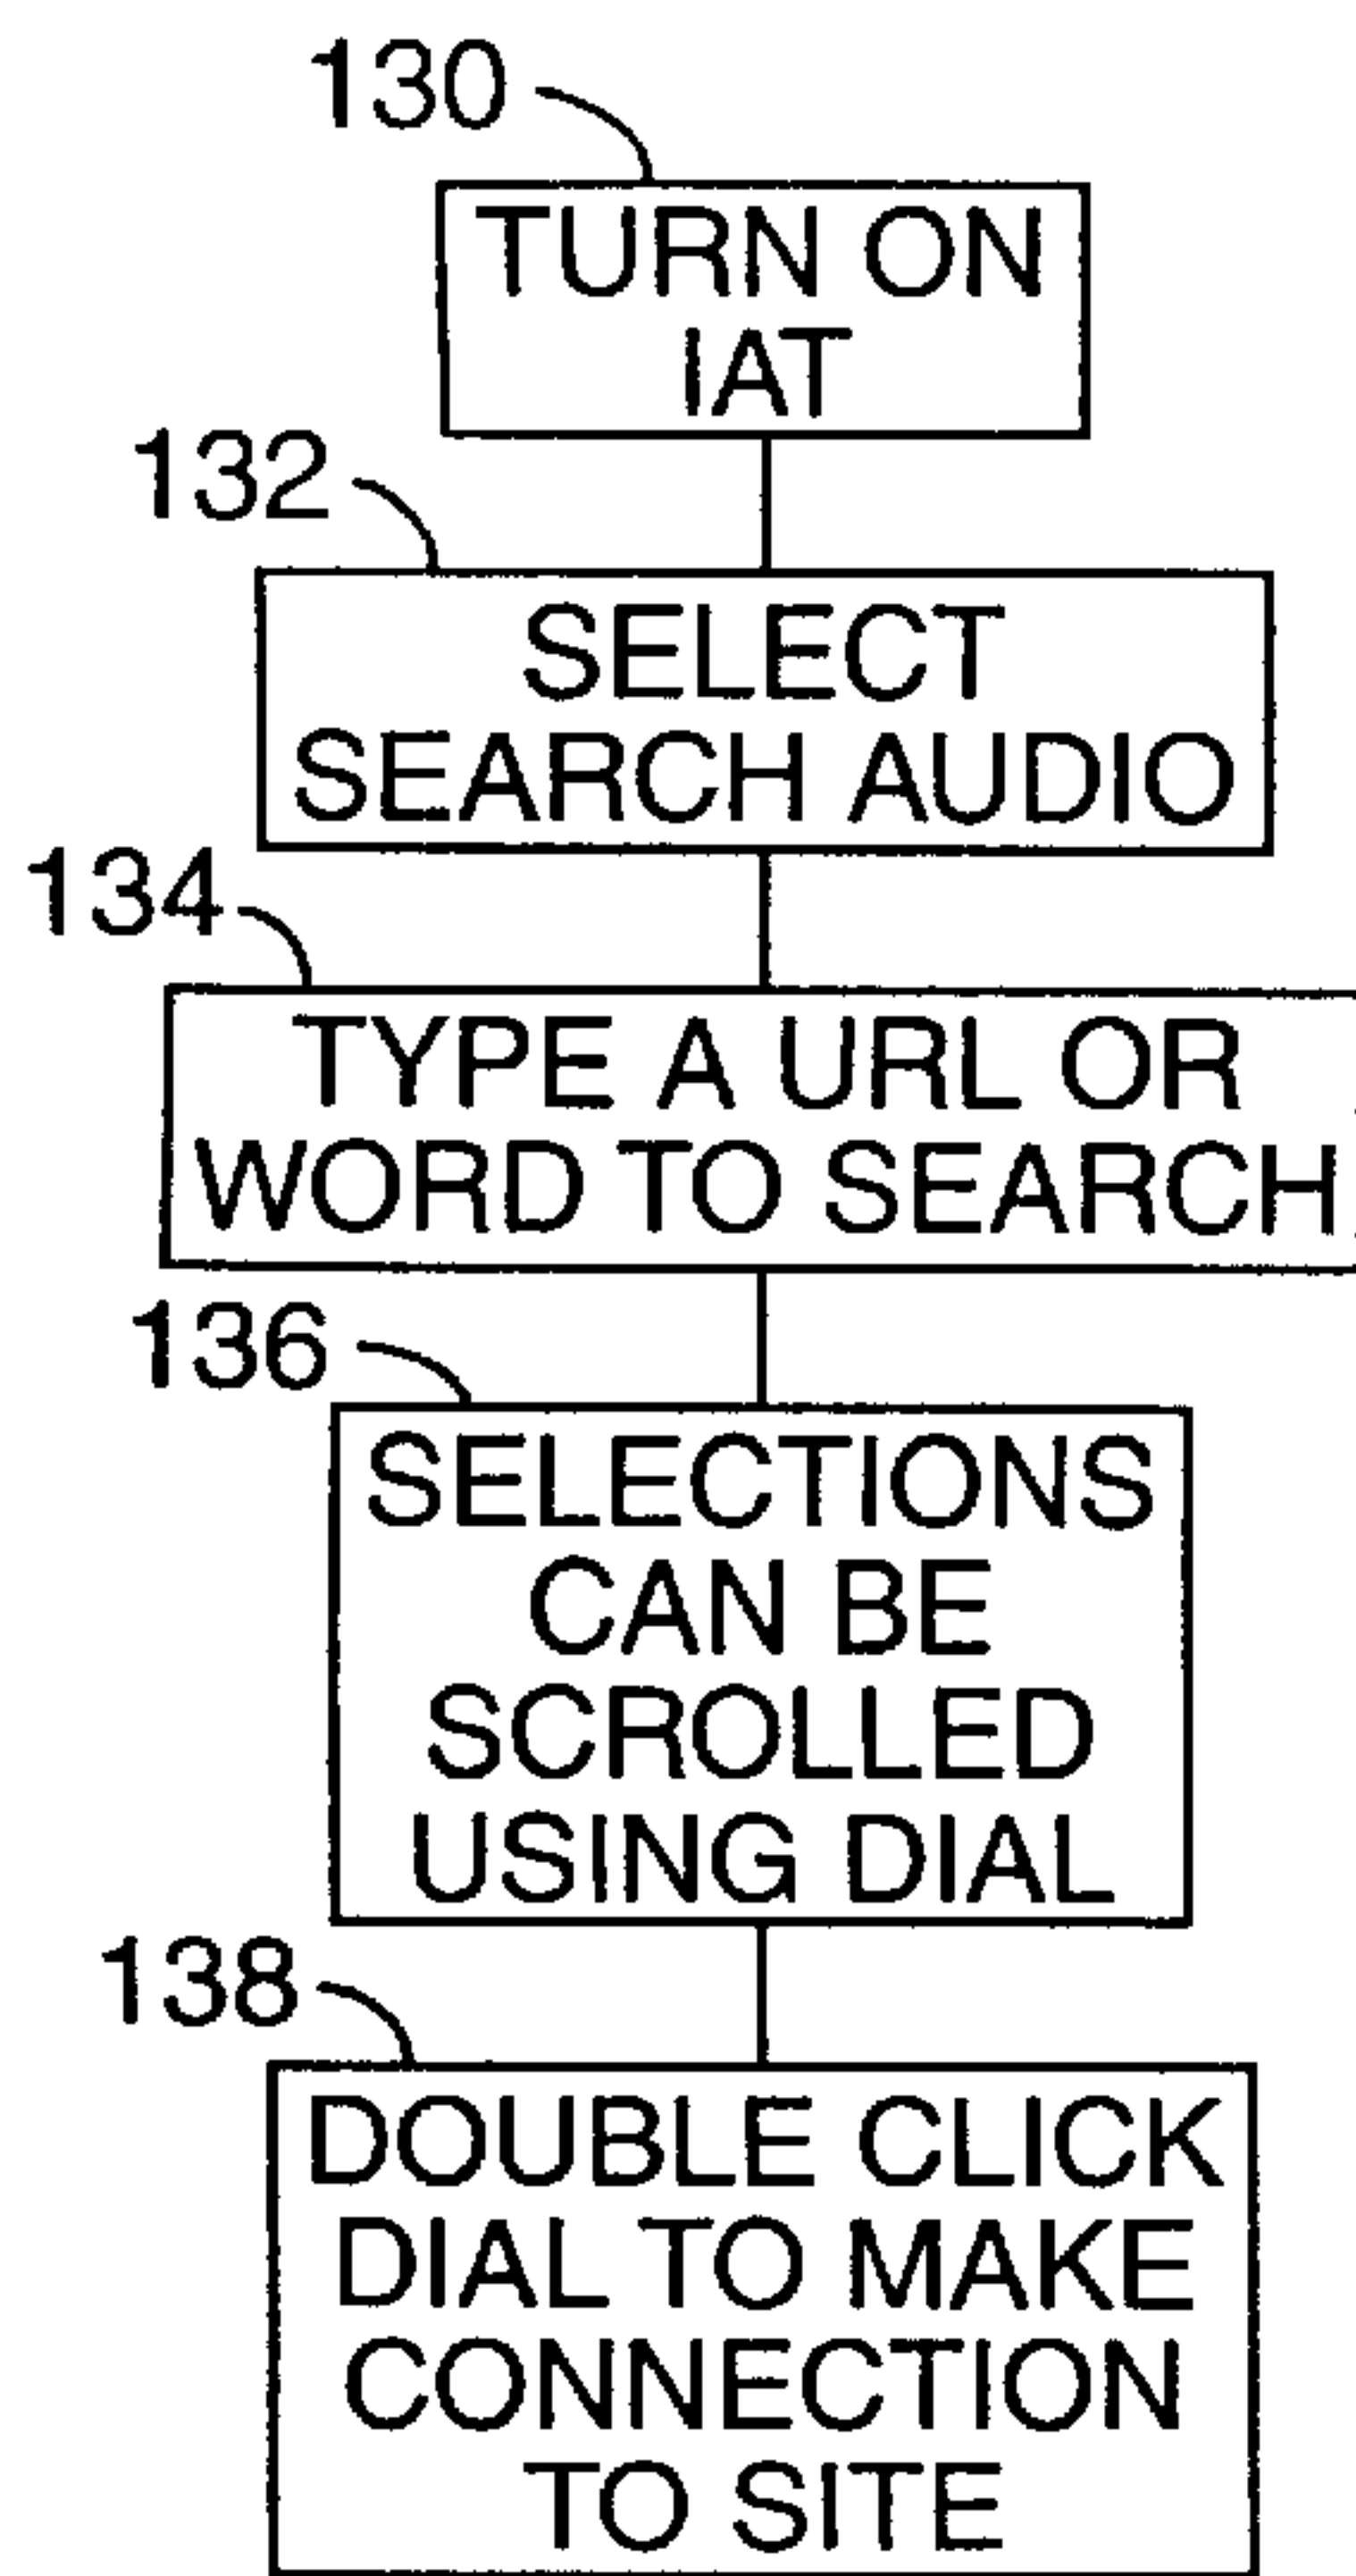 130
TURN ON
IAT
132
SELECT
SEARCH AUDIO
134
TYPE A URL OR
WORD TO SEARCH
136
SELECTIONS
CAN BE
SCROLLED
USING DIAL
138
DOUBLE CLICK
DIAL TO MAKE
CONNECTION
TO SITE